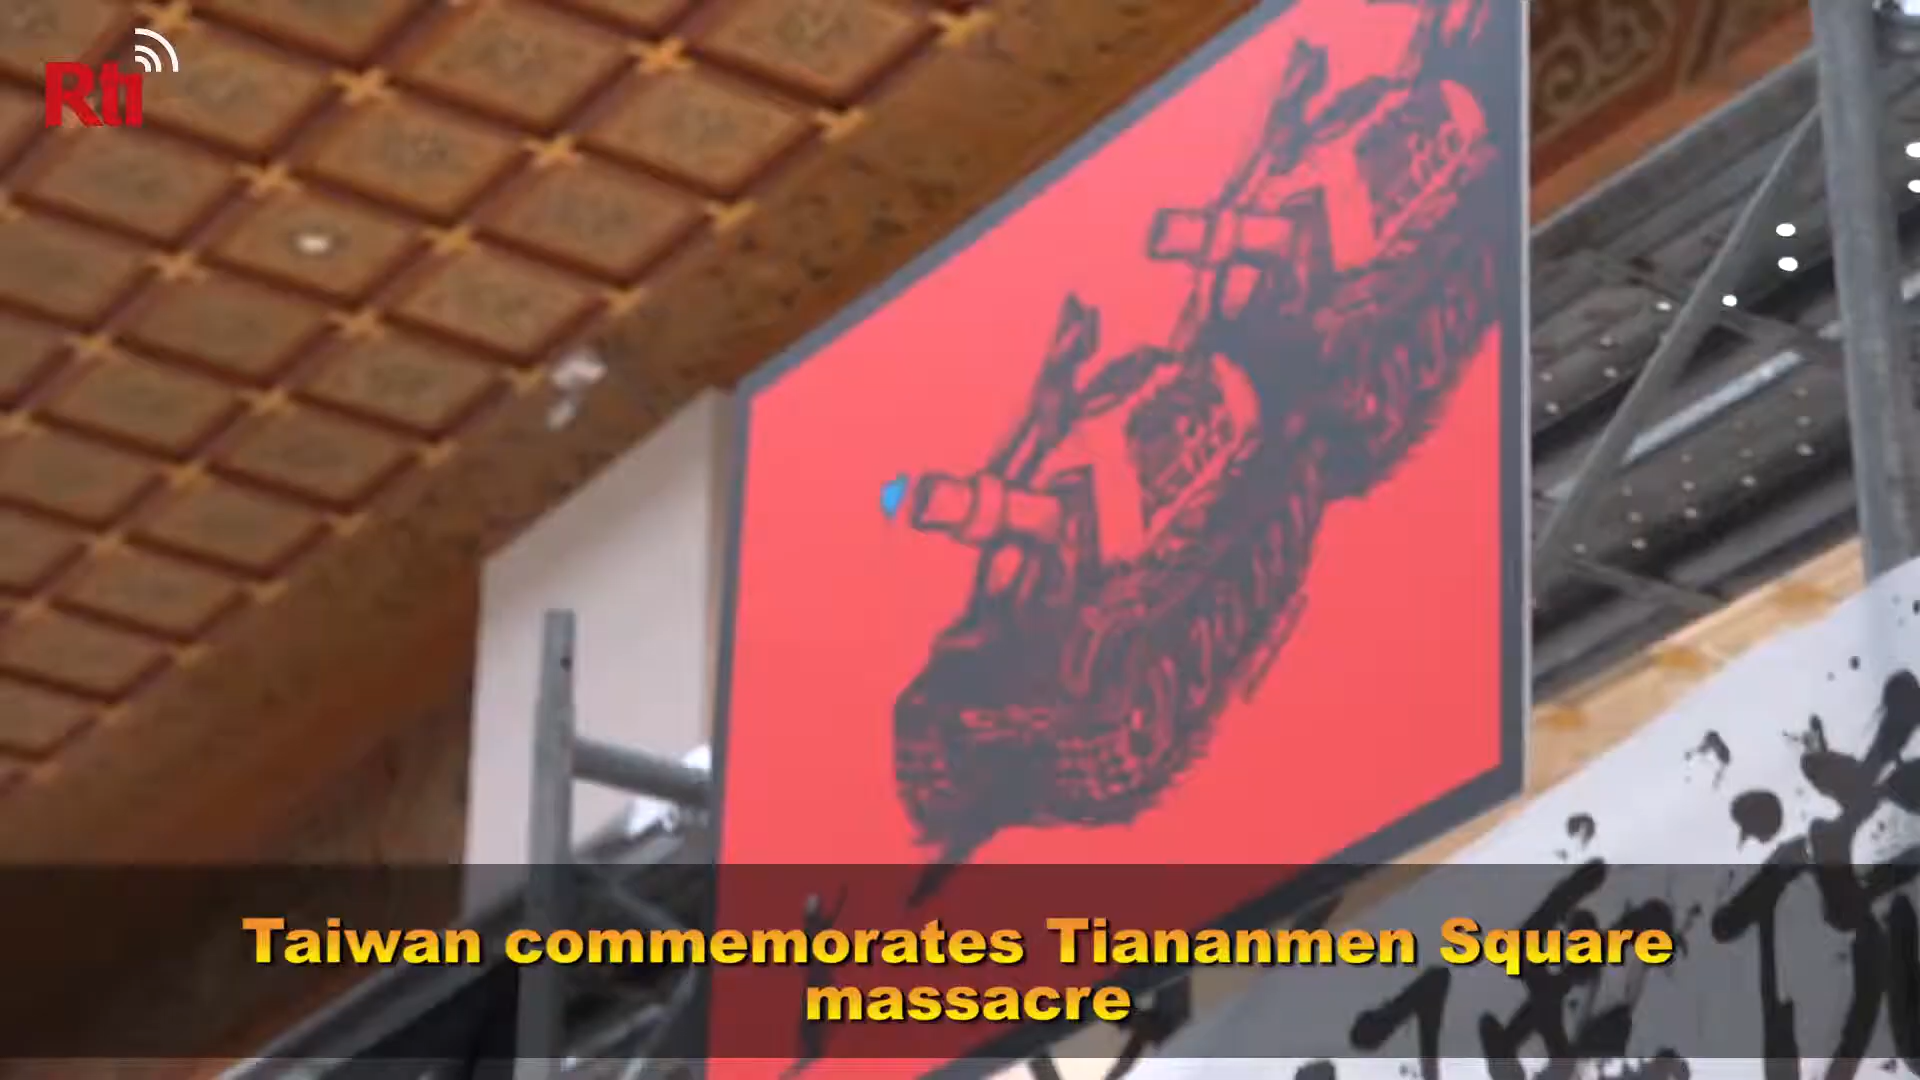 Rti
Taiwan commemorates Tiananmen Square
massacre